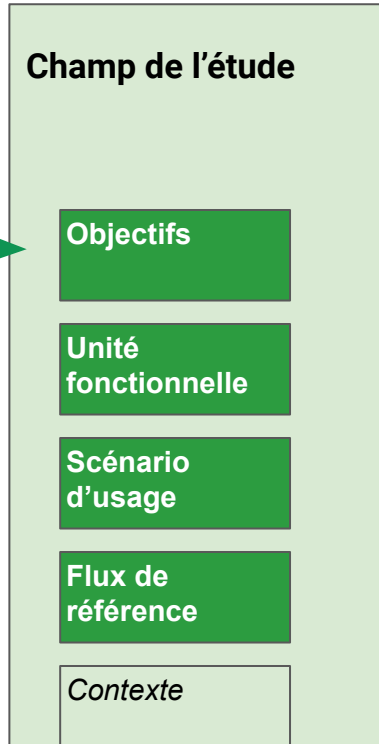 Champ de l’étude
Objectifs
Unité
fonctionnelle
Scénario
d’usage
Flux de
référence
Contexte